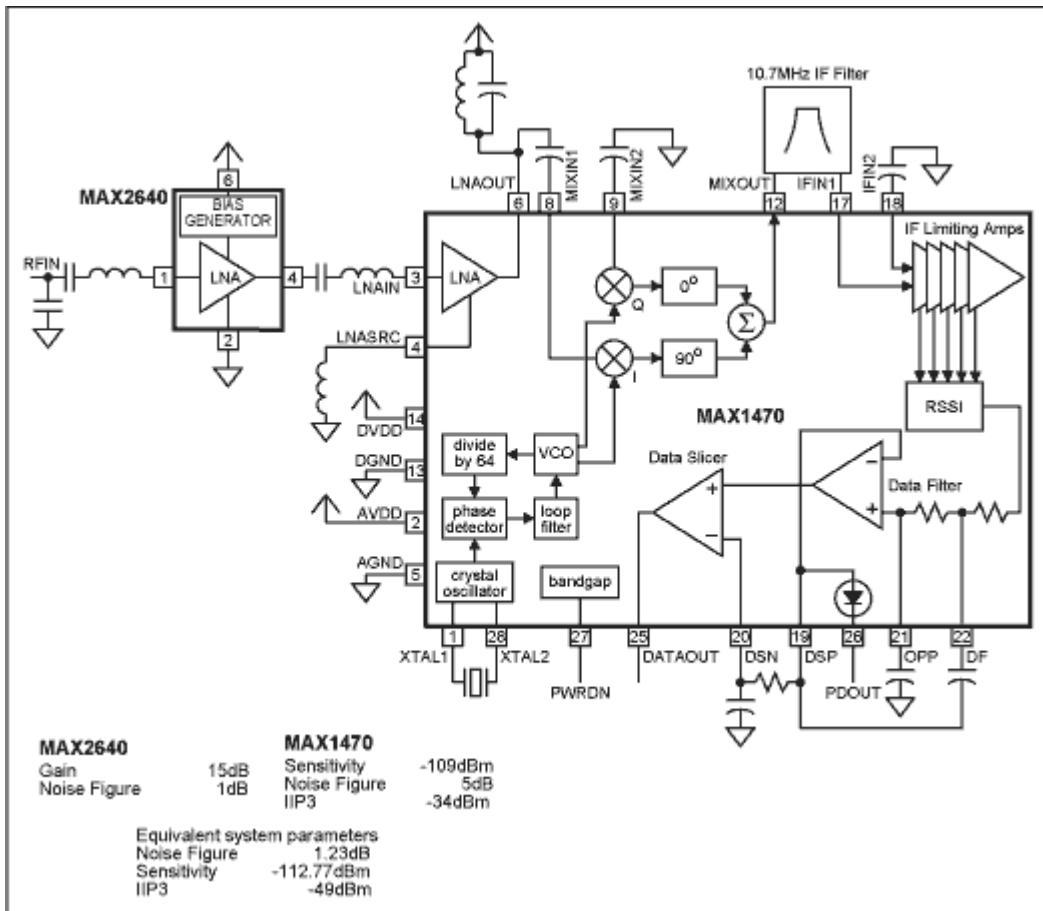 10.7MHz IF Filter
LNAOUT
MIXIN1
MIXIN2
MIXOUT
IFIN1
IFIN2
6
8
9
12
17
18
MAX2640
6
BIAS
GENERATOR
RFIN
1
LNA
4
2
LNAIN
3
LNA
LNASRC
4
Q
0°
Σ
I
90°
IF Limiting Amps
RSSI
MAX1470
14
DVDD
DGND
13
AVDD
2
AGND
5
divide
by 64
VCO
phase
detector
loop
filter
crystal
oscillator
bandgap
Data Slicer
+
−
−
+
Data Filter
1
28
27
25
20
19
26
21
22
XTAL1
XTAL2
PWRDN
DATAOUT
DSN
DSP
PDOUT
OPP
DF
MAX2640
Gain 15dB
Noise Figure 1dB
MAX1470
Sensitivity -109dBm
Noise Figure 5dB
IIP3 -34dBm
Equivalent system parameters
Noise Figure 1.23dB
Sensitivity -112.77dBm
IIP3 -49dBm